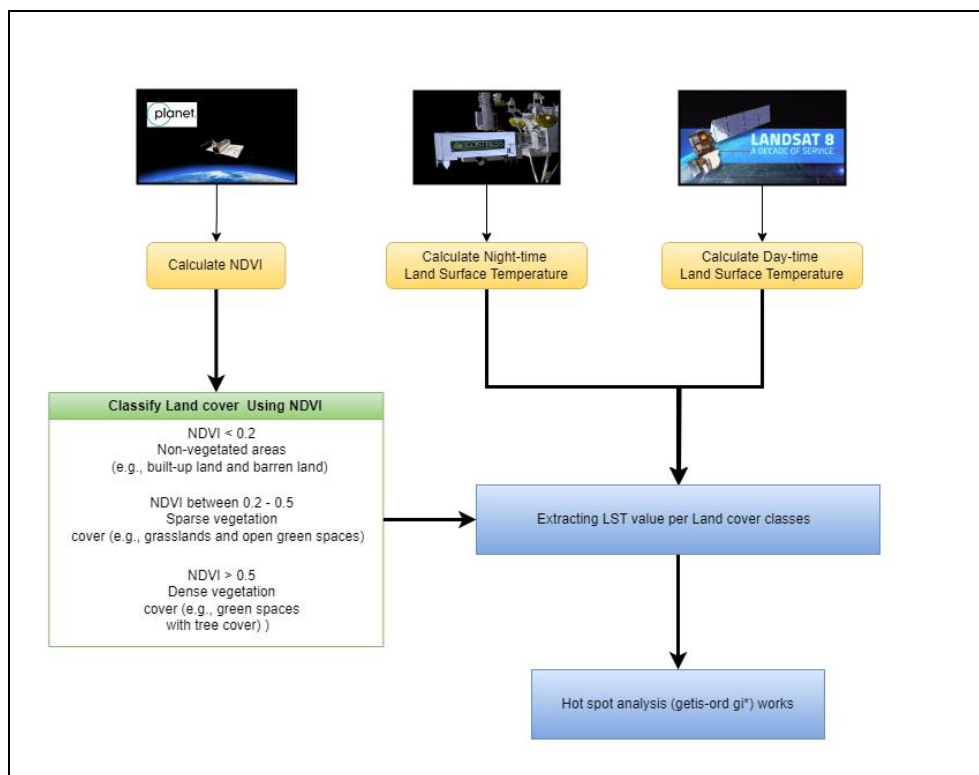 planet.
ECOSTRESS
LANDSAT 8
A DECADE OF SERVICE
Calculate NDVI
Calculate Night-time
Land Surface Temperature
Calculate Day-time
Land Surface Temperature
Classify Land cover Using NDVI
NDVI < 0.2
Non-vegetated areas
(e.g., built-up land and barren land)
NDVI between 0.2 - 0.5
Sparse vegetation
cover (e.g., grasslands and open green spaces)
NDVI > 0.5
Dense vegetation
cover (e.g., green spaces
with tree cover) )
Extracting LST value per Land cover classes
Hot spot analysis (getis-ord gi*) works